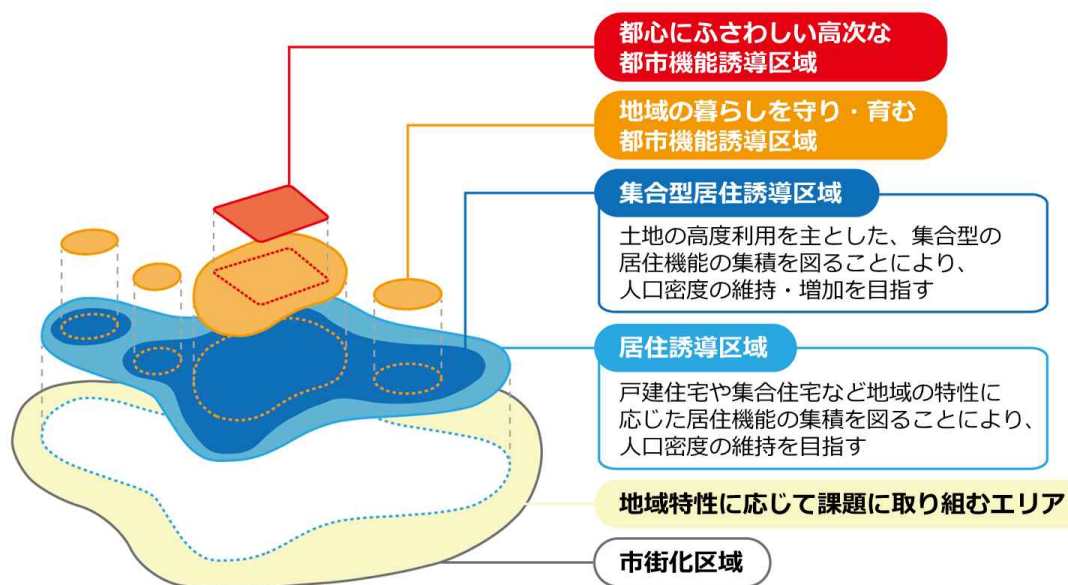 都心にふさわしい高次な
都市機能誘導区域
地域の暮らしを守り・育む
都市機能誘導区域
集合型居住誘導区域
土地の高度利用を主とした、集合型の
居住機能の集積を図ることにより、
人口密度の維持・増加を目指す
居住誘導区域
戸建住宅や集合住宅など地域の特性に
応じた居住機能の集積を図ることにより、
人口密度の維持を目指す
地域特性に応じて課題に取り組むエリア
市街化区域